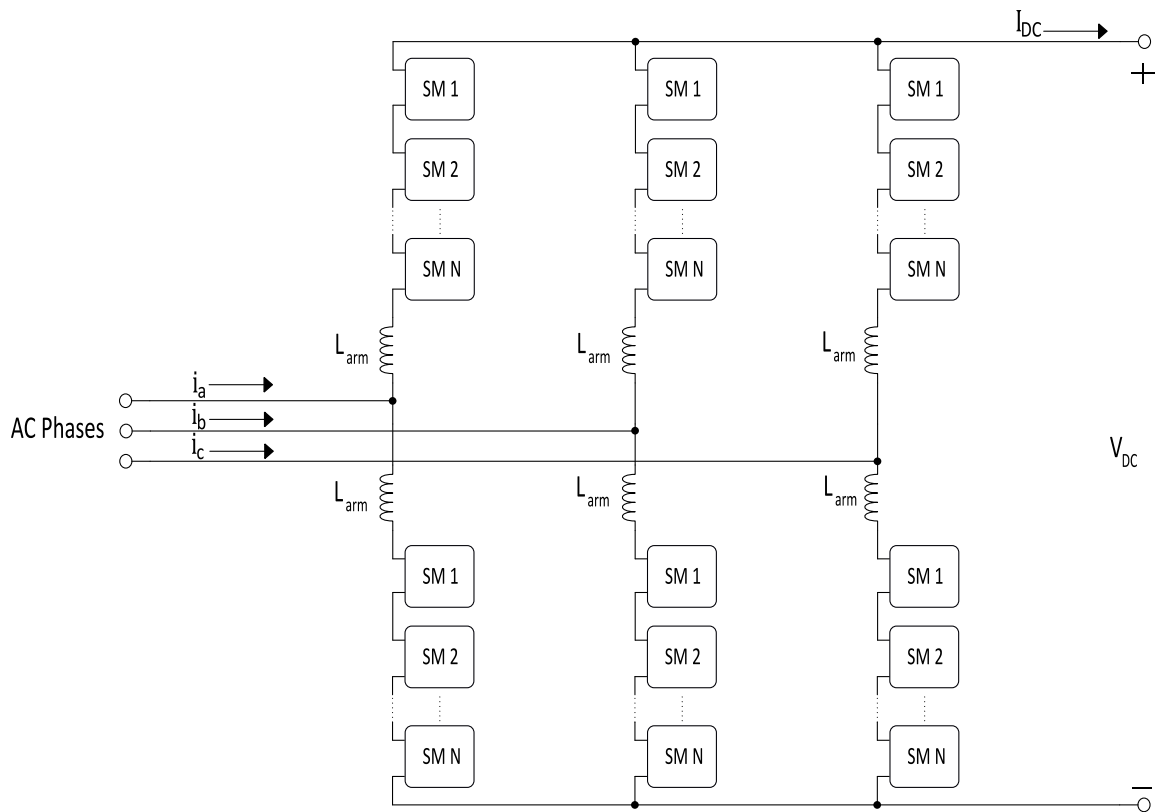 I_DC
+
SM 1 SM 1 SM 1
SM 2 SM 2 SM 2
SM N SM N SM N
L_arm L_arm L_arm
i_a
AC Phases
i_b
i_c
V_DC
L_arm L_arm L_arm
SM 1 SM 1 SM 1
SM 2 SM 2 SM 2
SM N SM N SM N
−